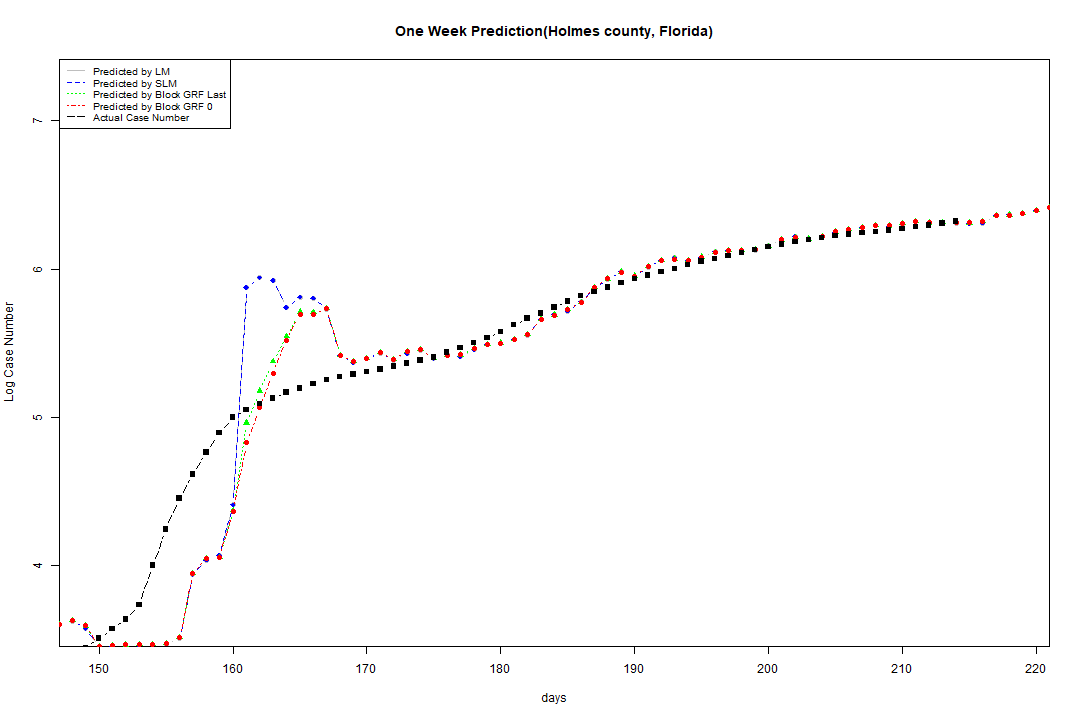 One Week Prediction(Holmes county, Florida)
Predicted by LM
Predicted by SLM
Predicted by Block GRF Last
Predicted by Block GRF 0
Actual Case Number
7
6
5
4
Log Case Number
150 160 170 180 190 200 210 220
days